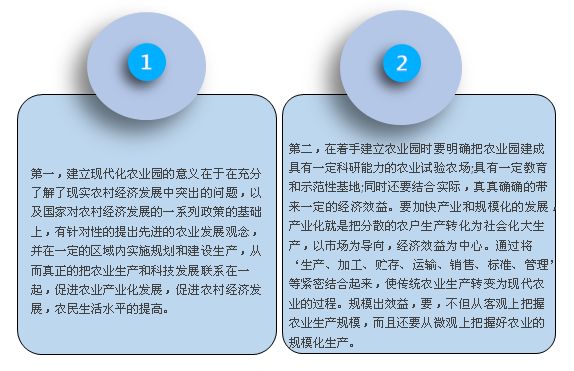 1
第一，建立现代化农业园的意义在于在充分
了解了现实农村经济发展中突出的问题，以
及国家对农村经济发展的一系列政策的基础
上，有针对性的提出先进的农业发展观念，
并在一定的区域内实施规划和建设生产，从
而真正的把农业生产和科技发展联系在一
起，促进农业产业化发展，促进农村经济发
展，农民生活水平的提高。
2
第二，在着手建立农业园时要明确把农业园建成
具有一定科研能力的农业试验农场;具有一定教育
和示范性基地;同时还要结合实际，真真确确的带
来一定的经济效益。要加快产业和规模化的发展，
产业化就是把分散的农户生产转化为社会化大生
产，以市场为导向，经济效益为中心。通过将
‘生产、加工、贮存、运输、销售、标准、管理’
等紧密结合起来，使传统农业生产转变为现代农
业的过程。规模出效益，要，不但从客观上把握
农业生产规模，而且还要从微观上把握好农业的
规模化生产。